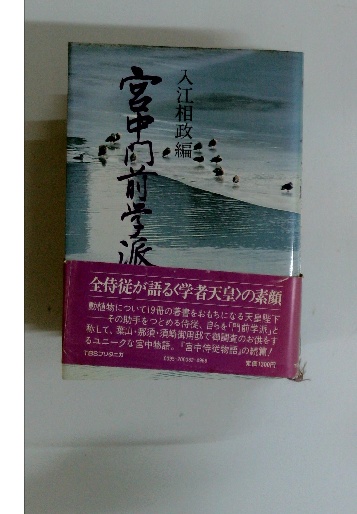 入江相政編
宮中門前学派
全侍従が語る〈学者天皇〉の素顔
動植物について19冊の著書をおもちになる天皇陛下
──その助手をつとめる侍従、自らを「門前学派」と
称して、葉山・那須・須崎御用邸で御調査のお供をす
るユニークな宮中物語。『宮中侍従物語』の続篇!
TBSブリタニカ
定価1200円